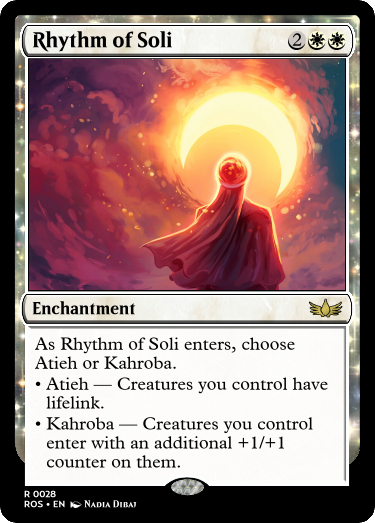 Rhythm of Soli 2
Enchantment
As Rhythm of Soli enters, choose
Atieh or Kahroba.
• Atieh — Creatures you control have
lifelink.
• Kahroba — Creatures you control
enter with an additional +1/+1
counter on them.
R 0028
ROS • EN Nadia Dibaj